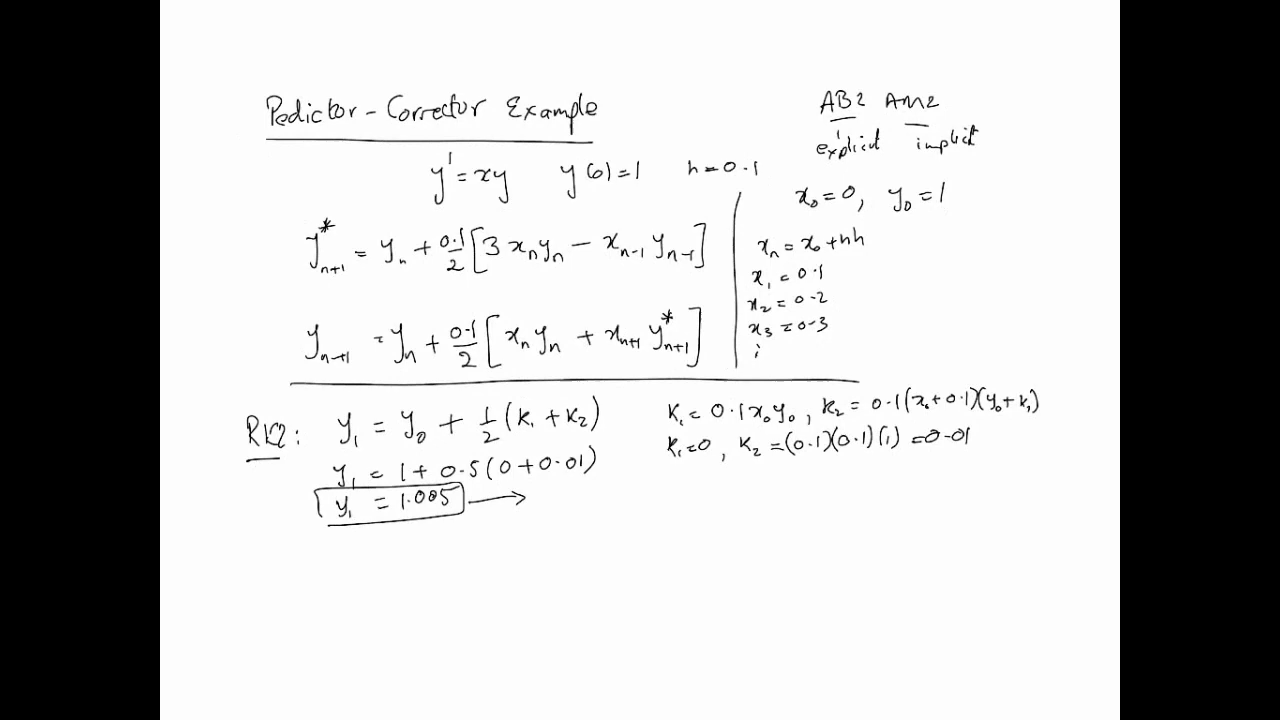 Pedictor - Corrector Example
AB2 AM2
explicit implicit
y' = xy y(0)=1 h=0.1
x₀=0, y₀=1
y*ₙ₊₁ = yₙ + 0.1/2 [3xₙyₙ - xₙ₋₁yₙ₋₁]
xₙ = x₀ + nh
x₁ = 0.1
x₂ = 0.2
x₃ = 0.3
⋮
yₙ₊₁ = yₙ + 0.1/2 [xₙyₙ + xₙ₊₁y*ₙ₊₁]
RK2: y₁ = y₀ + 1/2 (k₁ + k₂)
k₁ = 0.1x₀y₀, k₂ = 0.1(x₀+0.1)(y₀+k₁)
k₁=0, k₂ = (0.1)(0.1)(1) = 0.01
y₁ = 1 + 0.5(0+0.01)
y₁ = 1.005 →